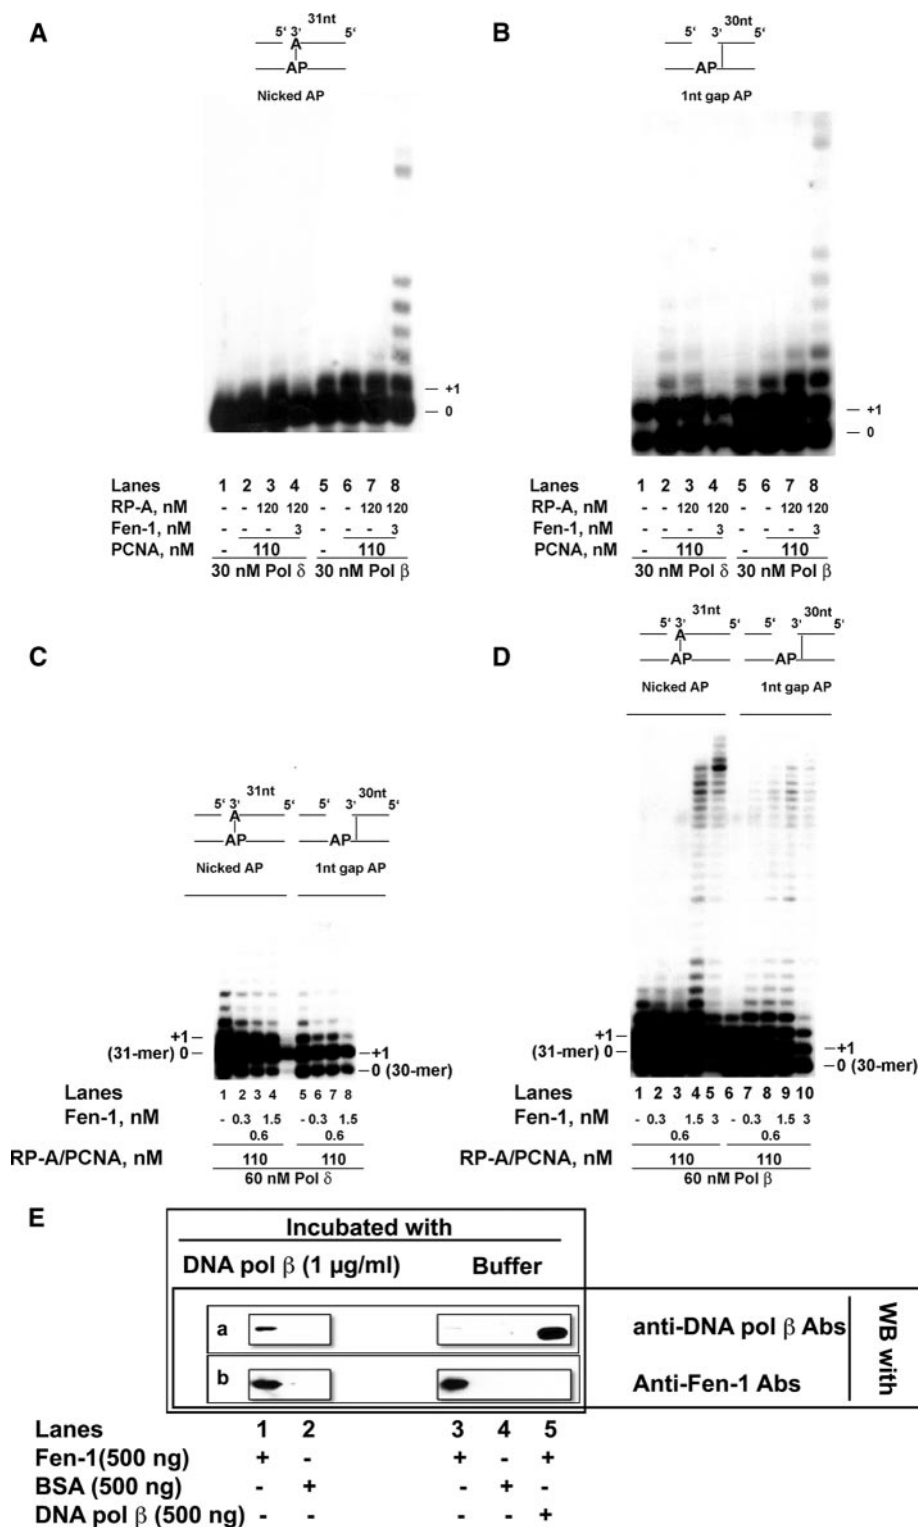 A
31nt
5‘ 3‘ 5‘
A
AP
Nicked AP
+1
0
Lanes 1 2 3 4 5 6 7 8
RP-A, nM - - 120 120 - - 120 120
Fen-1, nM - - - 3 - - - 3
PCNA, nM - 110 - 110
30 nM Pol δ 30 nM Pol β
B
30nt
5‘ 3‘ 5‘
AP
1nt gap AP
+1
0
Lanes 1 2 3 4 5 6 7 8
RP-A, nM - - 120 120 - - 120 120
Fen-1, nM - - - 3 - - - 3
PCNA, nM - 110 - 110
30 nM Pol δ 30 nM Pol β
C
31nt 30nt
5‘ 3‘ 5‘ 5‘ 3‘ 5‘
A
AP AP
Nicked AP 1nt gap AP
+1
(31-mer) 0
+1
0 (30-mer)
Lanes 1 2 3 4 5 6 7 8
Fen-1, nM - 0.3 1.5 - 0.3 1.5
0.6 0.6
RP-A/PCNA, nM 110 110
60 nM Pol δ
D
31nt 30nt
5‘ 3‘ 5‘ 5‘ 3‘ 5‘
A
AP AP
Nicked AP 1nt gap AP
+1
(31-mer) 0
+1
0 (30-mer)
Lanes 1 2 3 4 5 6 7 8 9 10
Fen-1, nM - 0.3 1.5 3 - 0.3 1.5 3
0.6 0.6
RP-A/PCNA, nM 110 110
60 nM Pol β
E
Incubated with
DNA pol β (1 µg/ml) Buffer
a anti-DNA pol β Abs
b Anti-Fen-1 Abs
WB with
Lanes 1 2 3 4 5
Fen-1(500 ng) + - + - +
BSA (500 ng) - + - + -
DNA pol β (500 ng) - - - - +